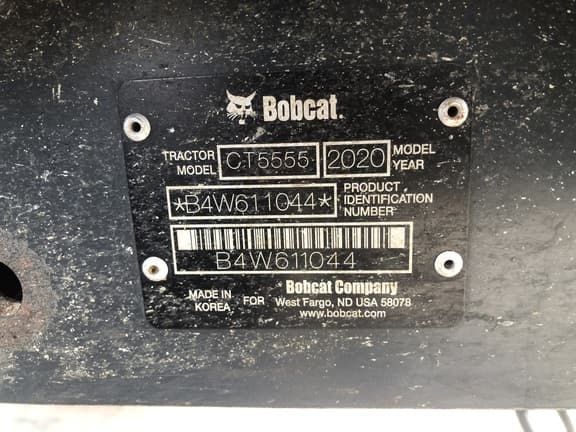 Bobcat.
TRACTOR MODEL CT5555 2020 MODEL YEAR
*B4W611044* PRODUCT IDENTIFICATION NUMBER
B4W611044
MADE IN KOREA FOR Bobcat Company
West Fargo, ND USA 58078
www.bobcat.com